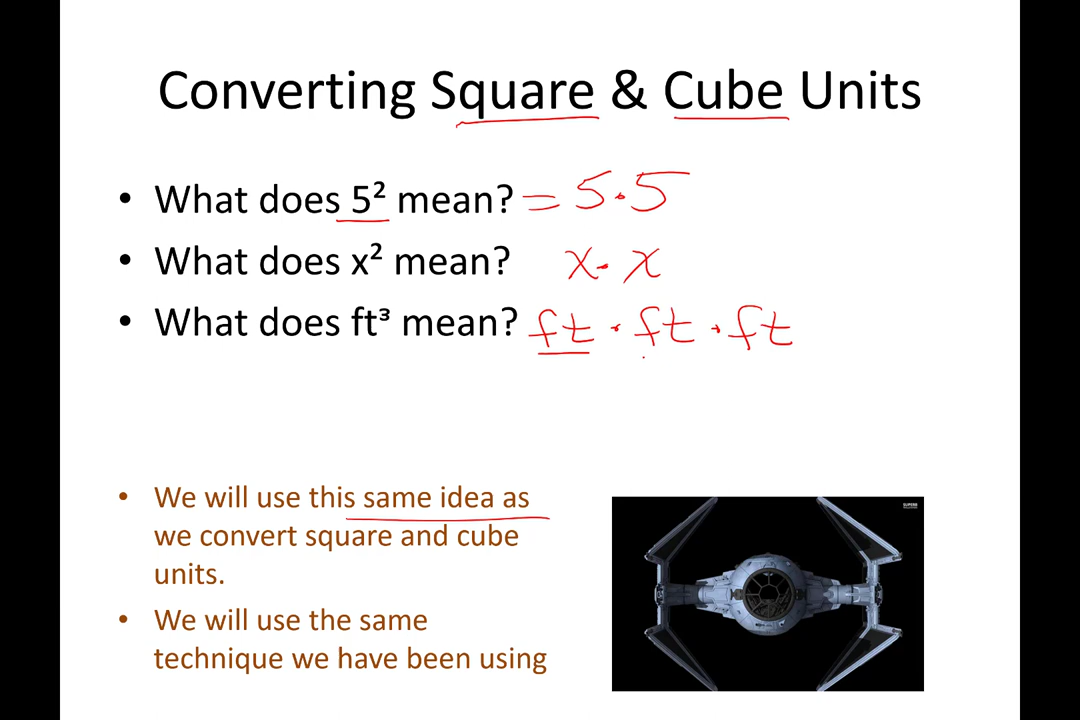 Converting Square & Cube Units
• What does 5² mean? = 5·5
• What does x² mean? x·x
• What does ft³ mean? ft·ft·ft
• We will use this same idea as
we convert square and cube
units.
• We will use the same
technique we have been using